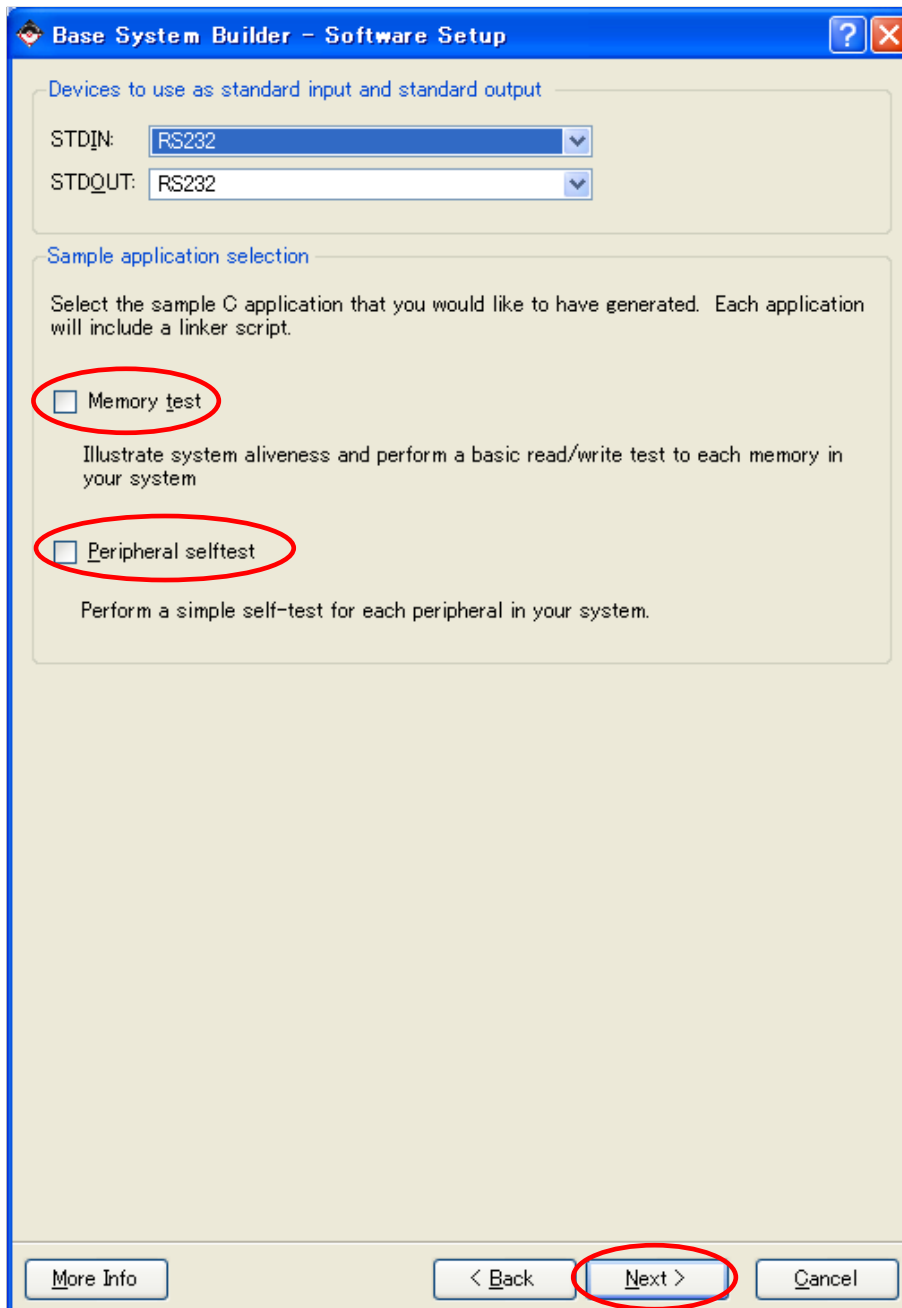 Base System Builder - Software Setup
Devices to use as standard input and standard output
STDIN: RS232
STDOUT: RS232
Sample application selection
Select the sample C application that you would like to have generated. Each application
will include a linker script.
Memory test
Illustrate system aliveness and perform a basic read/write test to each memory in
your system
Peripheral selftest
Perform a simple self-test for each peripheral in your system.
More Info
< Back
Next >
Cancel